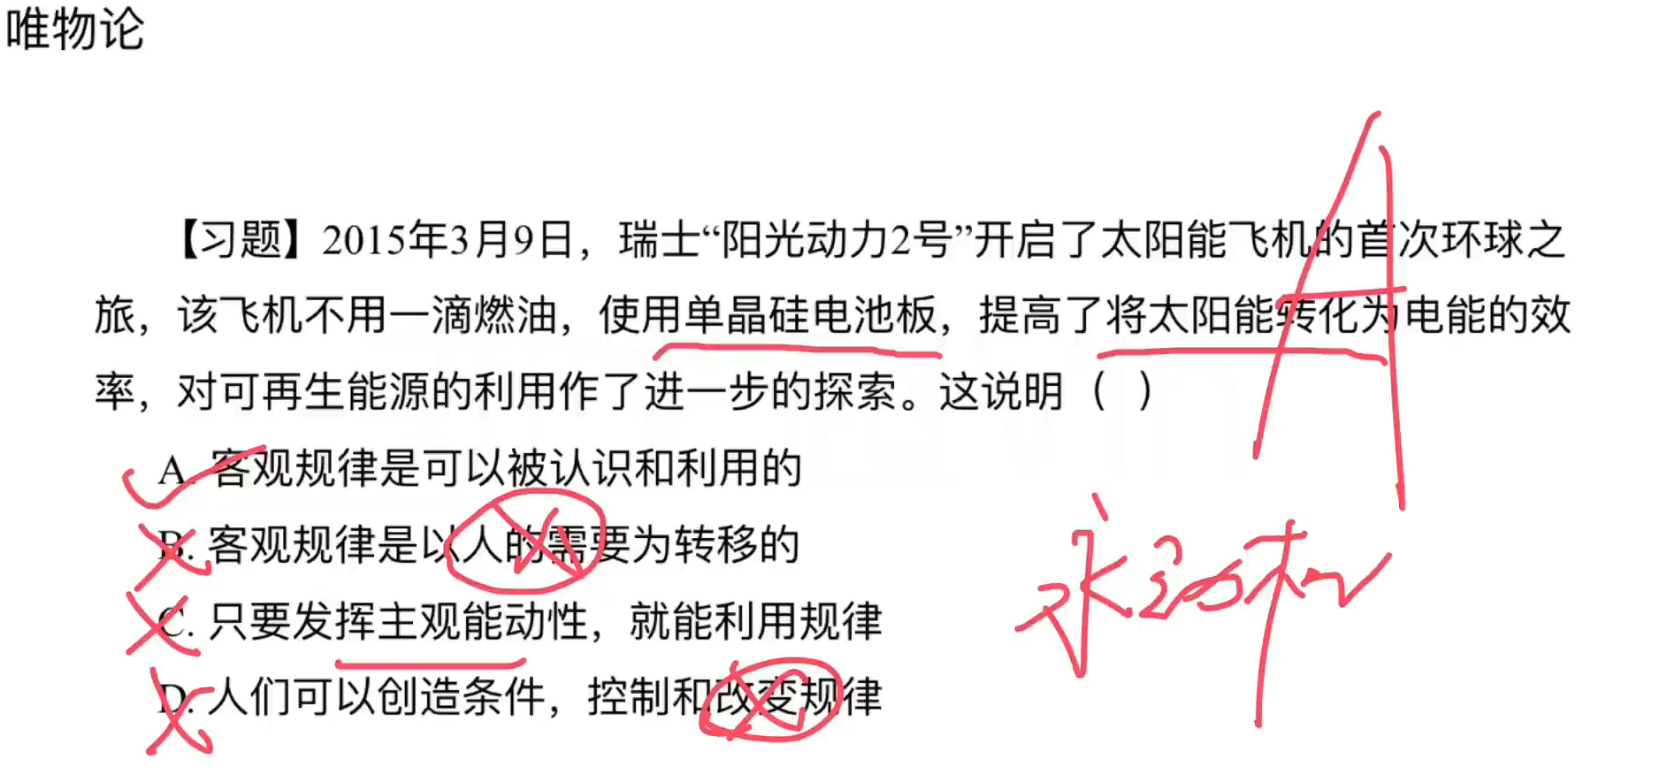 唯物论
【习题】2015年3月9日，瑞士“阳光动力2号”开启了太阳能飞机的首次环球之
旅，该飞机不用一滴燃油，使用单晶硅电池板，提高了将太阳能转化为电能的效
率，对可再生能源的利用作了进一步的探索。这说明（ ）
A. 客观规律是可以被认识和利用的
B. 客观规律是以人的需要为转移的
C. 只要发挥主观能动性，就能利用规律
D. 人们可以创造条件，控制和改变规律
A
永动机